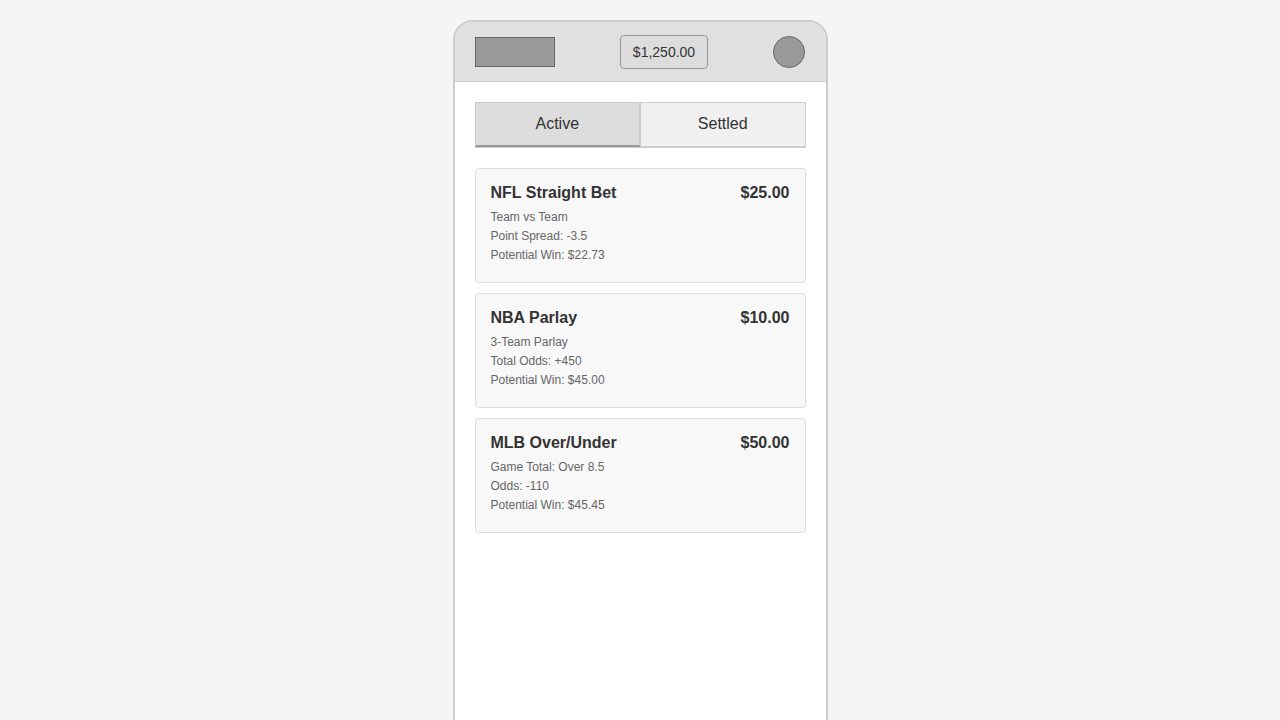 $1,250.00
Active
Settled
NFL Straight Bet $25.00
Team vs Team
Point Spread: -3.5
Potential Win: $22.73
NBA Parlay $10.00
3-Team Parlay
Total Odds: +450
Potential Win: $45.00
MLB Over/Under $50.00
Game Total: Over 8.5
Odds: -110
Potential Win: $45.45